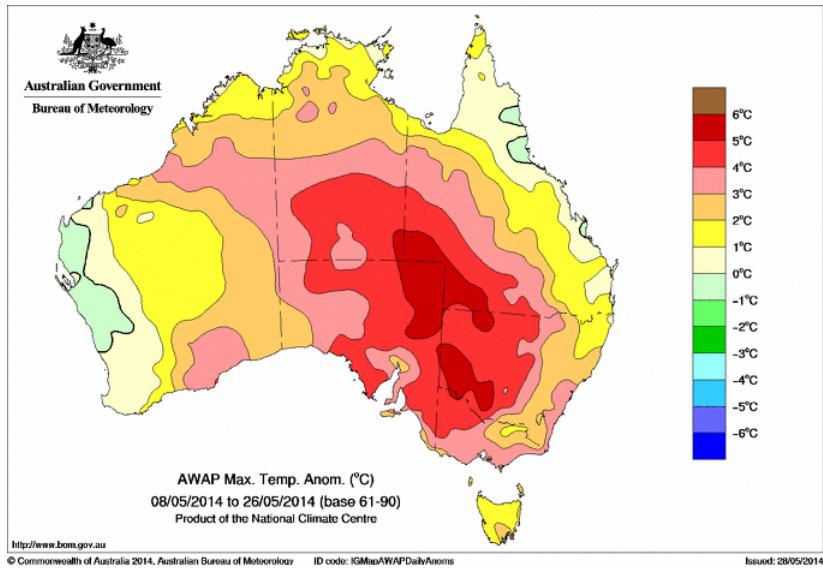 Australian Government
Bureau of Meteorology
6°C
5°C
4°C
3°C
2°C
1°C
0°C
-1°C
-2°C
-3°C
-4°C
-5°C
-6°C
AWAP Max. Temp. Anom. (°C)
08/05/2014 to 26/05/2014 (base 61-90)
Product of the National Climate Centre
http://www.bom.gov.au
© Commonwealth of Australia 2014, Australian Bureau of Meteorology ID code: IGMapAWAPDailyAnoms Issued: 28/05/2014